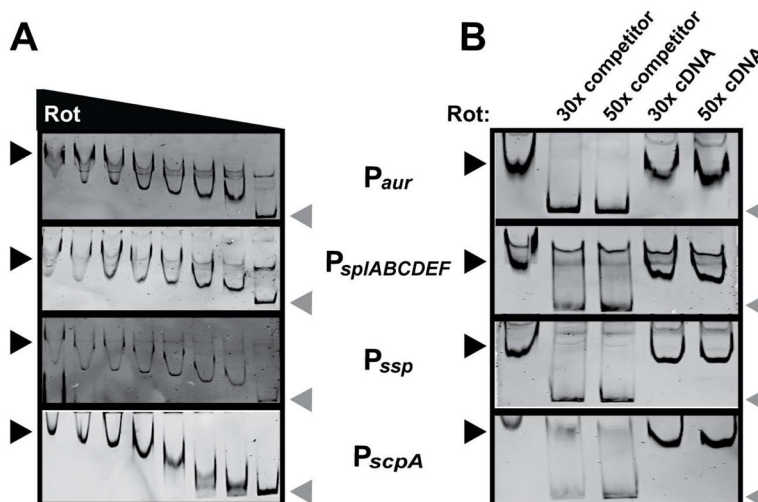 A
B
Rot
Rot:
30x competitor
50x competitor
30x cDNA
50x cDNA
Paur
PsplABCDEF
Pssp
PscpA